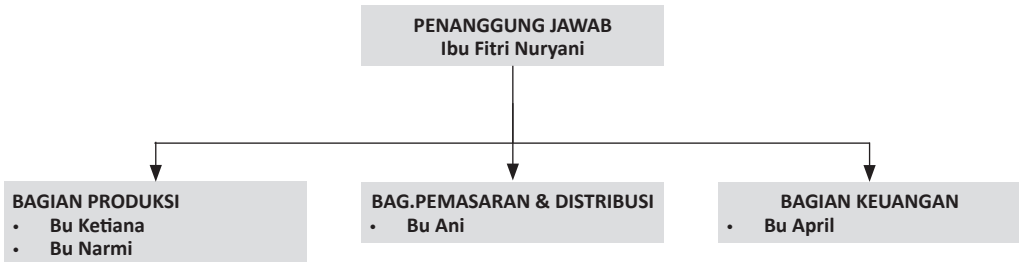 PENANGGUNG JAWAB
Ibu Fitri Nuryani
BAGIAN PRODUKSI
• Bu Ketiana
• Bu Narmi
BAG.PEMASARAN & DISTRIBUSI
• Bu Ani
BAGIAN KEUANGAN
• Bu April